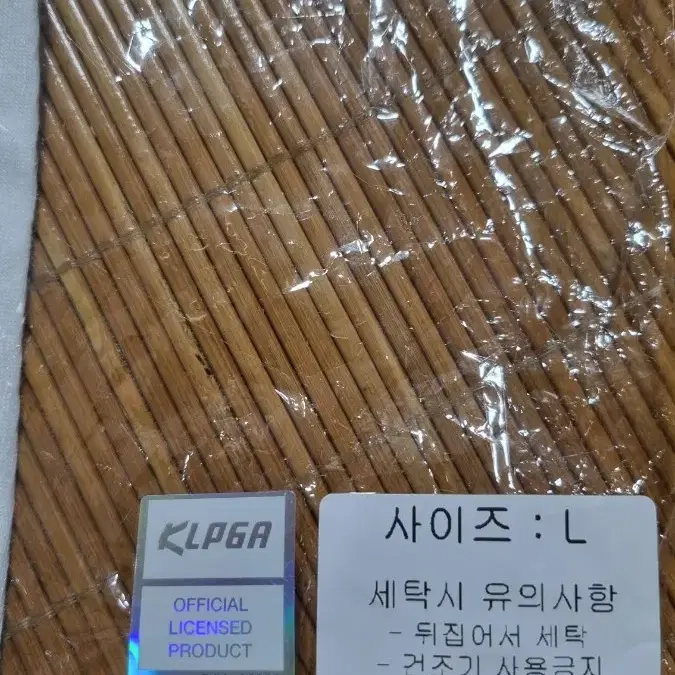 KLPGA
OFFICIAL
LICENSED
PRODUCT
사이즈 : L
세탁시 유의사항
- 뒤집어서 세탁
- 건조기 사용금지